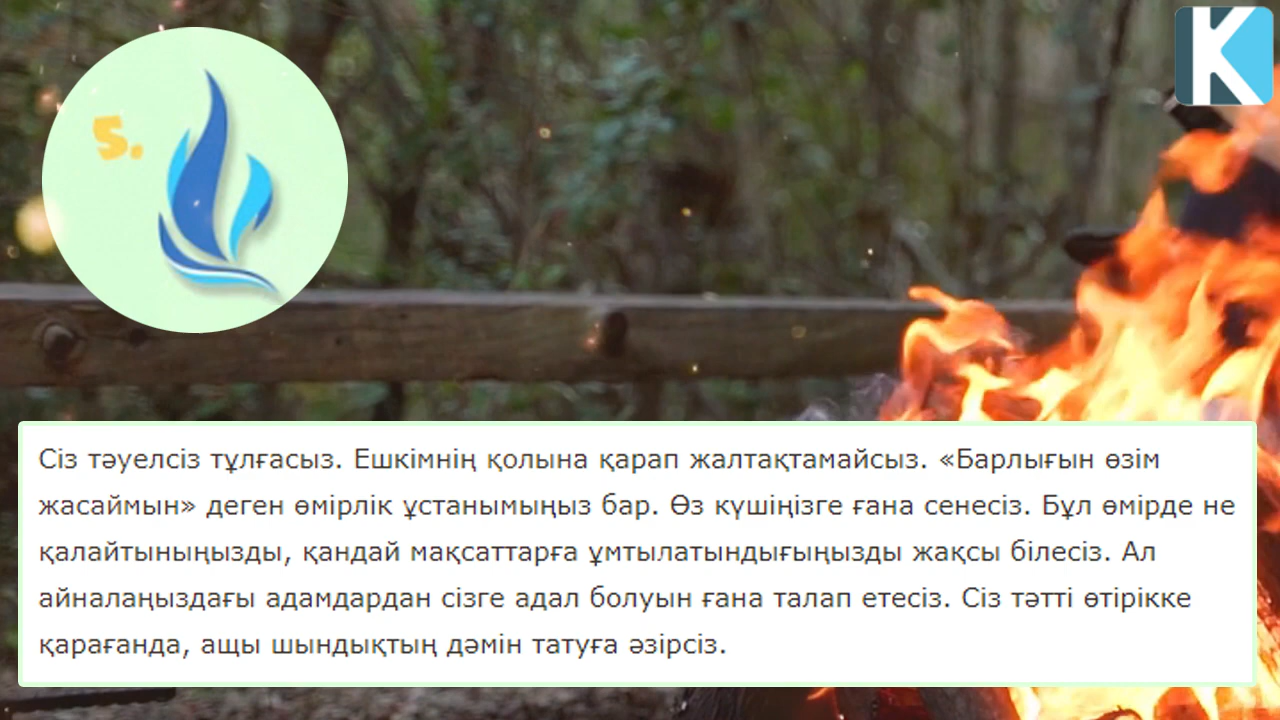 5.
K
Сіз тәуелсіз тұлғасыз. Ешкімнің қолына қарап жалтақтамайсыз. «Барлығын өзім
жасаймын» деген өмірлік ұстанымыңыз бар. Өз күшіңізге ғана сенесіз. Бұл өмірде не
қалайтыныңызды, қандай мақсаттарға ұмтылатындығыңызды жақсы білесіз. Ал
айналаңыздағы адамдардан сізге адал болуын ғана талап етесіз. Сіз тәтті өтірікке
қарағанда, ащы шындықтың дәмін татуға әзірсіз.